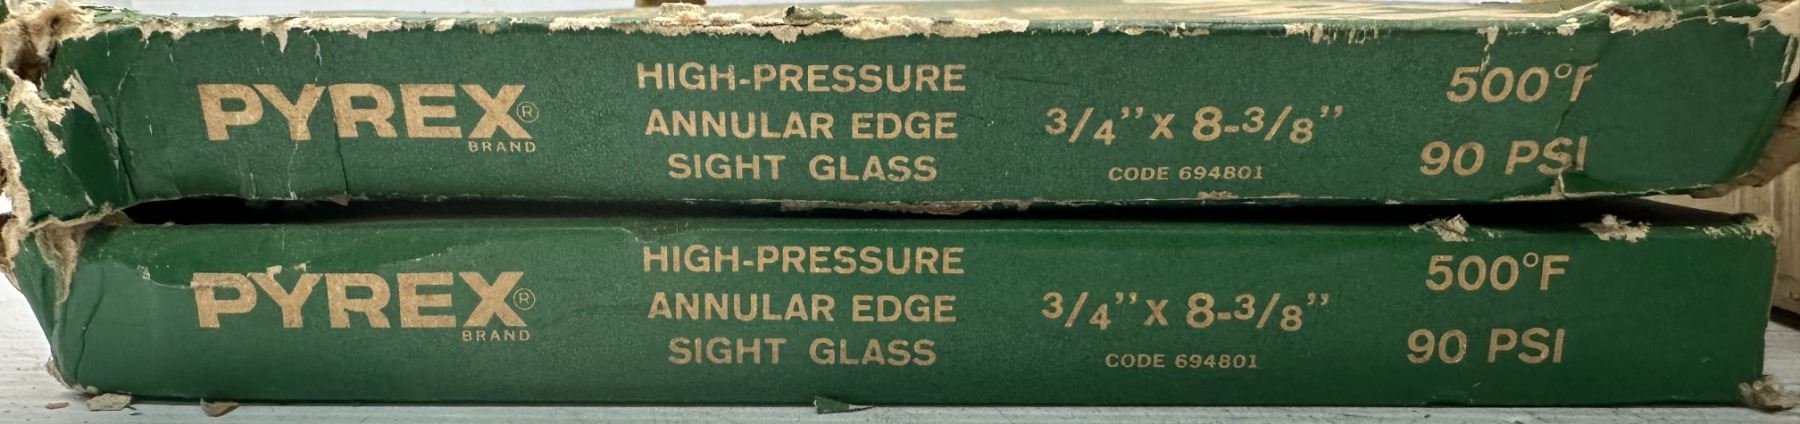 PYREX®
BRAND
HIGH-PRESSURE
ANNULAR EDGE
SIGHT GLASS
3/4” x 8-3/8”
CODE 694801
500°F
90 PSI
PYREX®
BRAND
HIGH-PRESSURE
ANNULAR EDGE
SIGHT GLASS
3/4” x 8-3/8”
CODE 694801
500°F
90 PSI